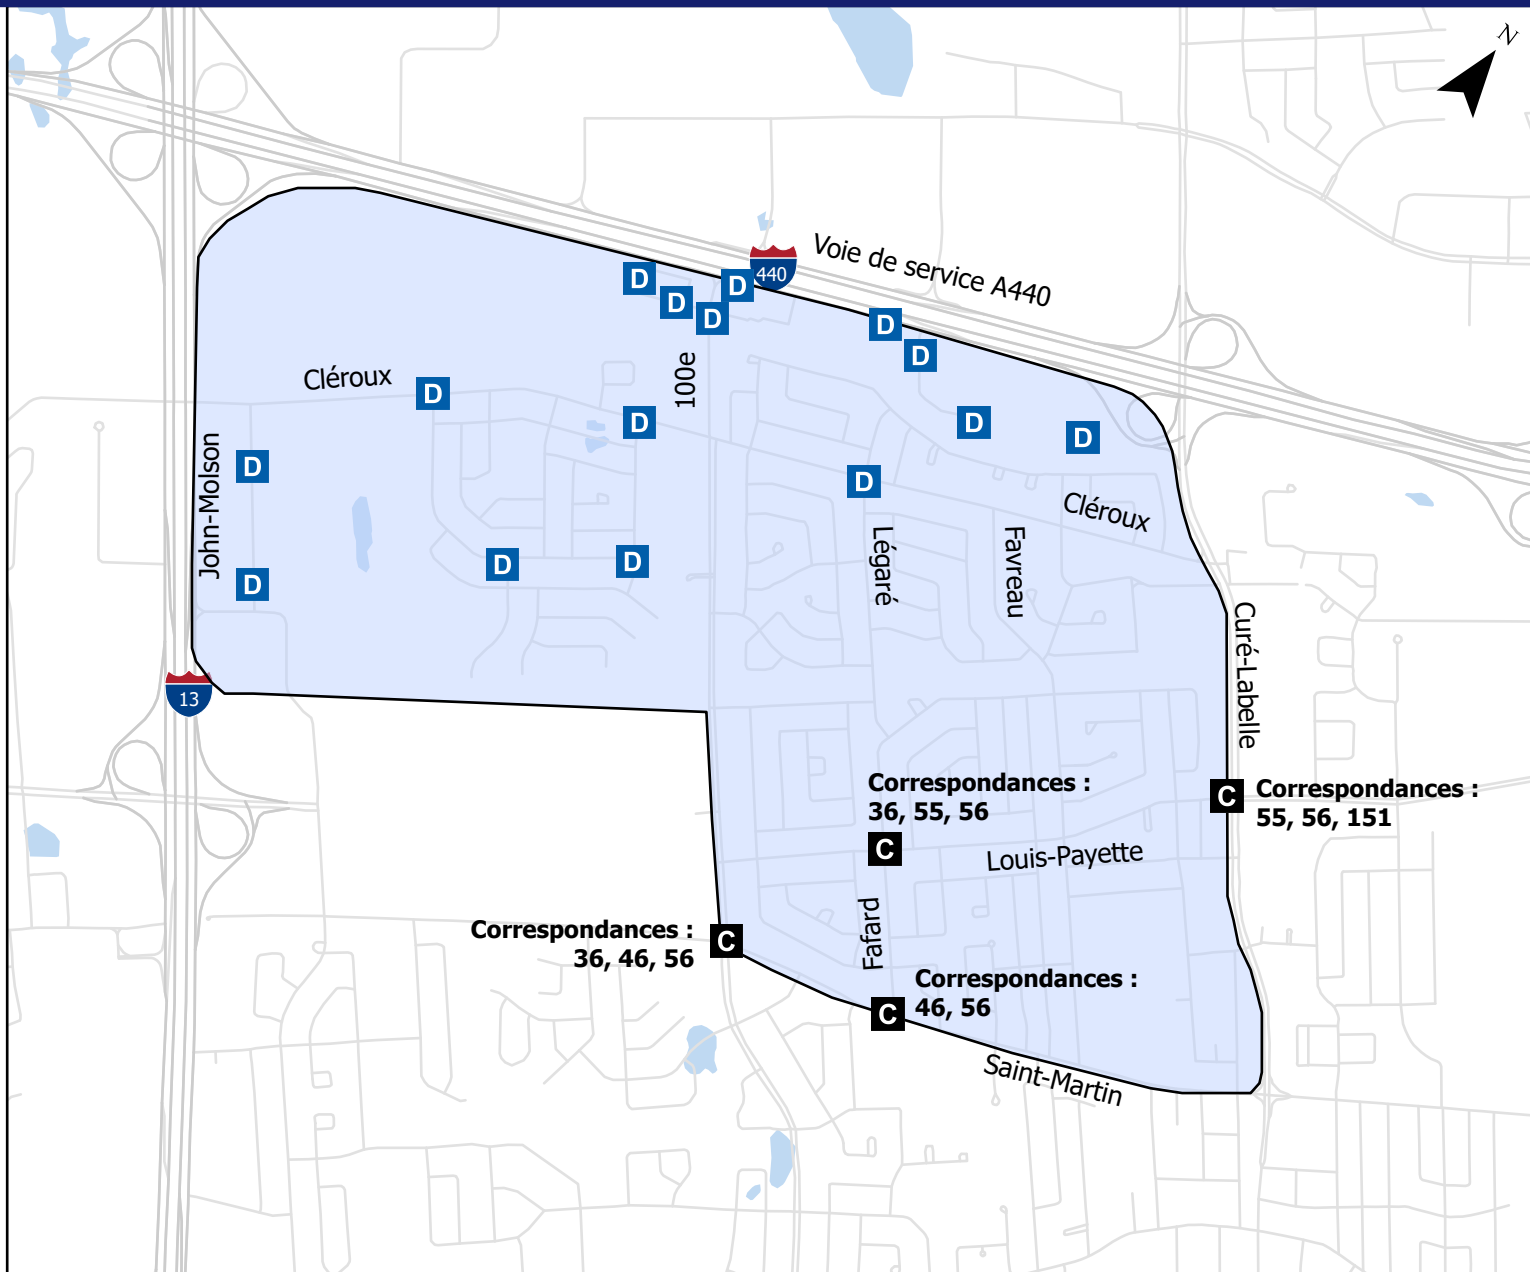 N
Voie de service A440
440
D
D
D
D
D
D
100e
Cléroux
D
D
D
D
Cléroux
D
D
John-Molson
D
Légaré
Favreau
D
D
Curé-Labelle
13
Correspondances :
36, 55, 56
C
C
Correspondances :
55, 56, 151
Louis-Payette
Fafard
Correspondances :
36, 46, 56
C
Correspondances :
46, 56
C
Saint-Martin